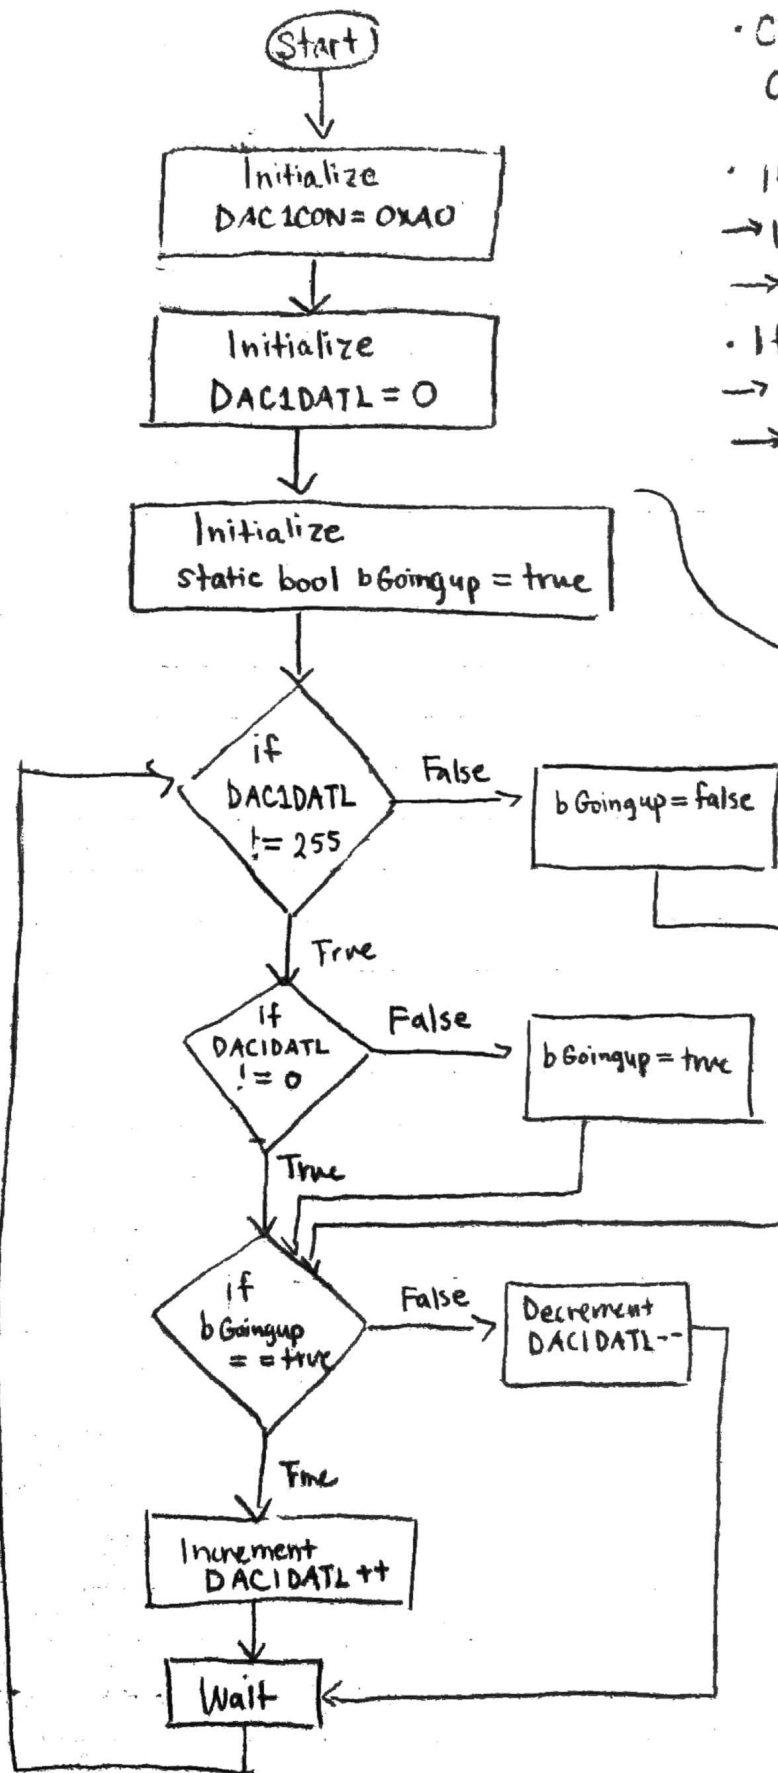 Start
Initialize
DAC1CON = 0xA0
Initialize
DAC1DATL = 0
Initialize
static bool bGoingup = true
if
DAC1DATL
!= 255
False
bGoingup = false
True
if
DAC1DATL
!= 0
False
bGoingup = true
True
if
bGoingup
== true
False
Decrement
DAC1DATL--
True
Increment
DAC1DATL++
Wait